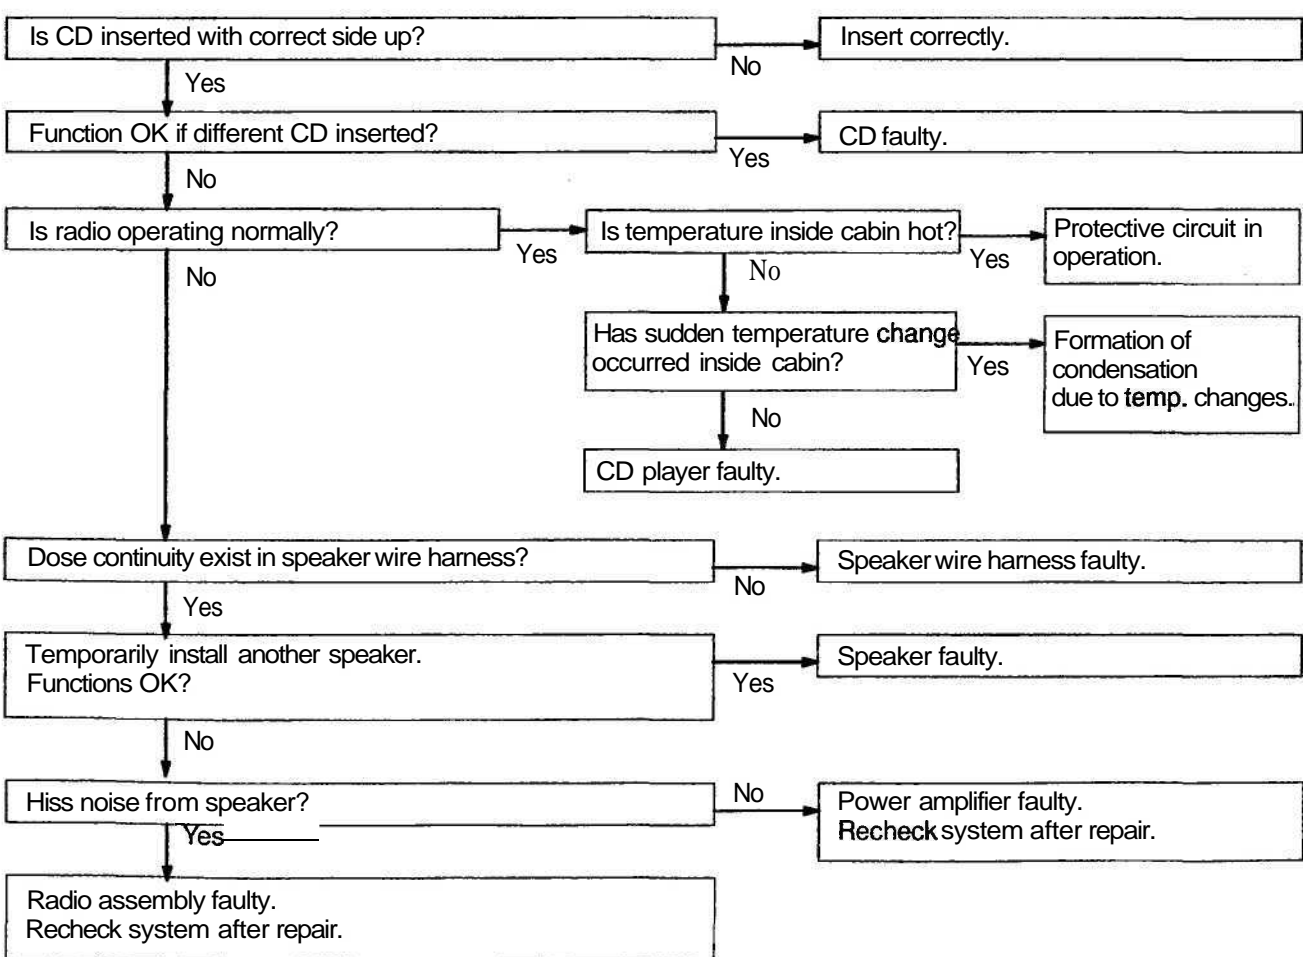 Is CD inserted with correct side up?
No
Insert correctly.
Yes
Function OK if different CD inserted?
Yes
CD faulty.
No
Is radio operating normally?
Yes
Is temperature inside cabin hot?
Yes
Protective circuit in
operation.
No
No
Has sudden temperature change
occurred inside cabin?
Yes
Formation of
condensation
due to temp. changes.
No
CD player faulty.
Dose continuity exist in speaker wire harness?
No
Speaker wire harness faulty.
Yes
Temporarily install another speaker.
Functions OK?
Yes
Speaker faulty.
No
Hiss noise from speaker?
No
Power amplifier faulty.
Recheck system after repair.
Yes
Radio assembly faulty.
Recheck system after repair.